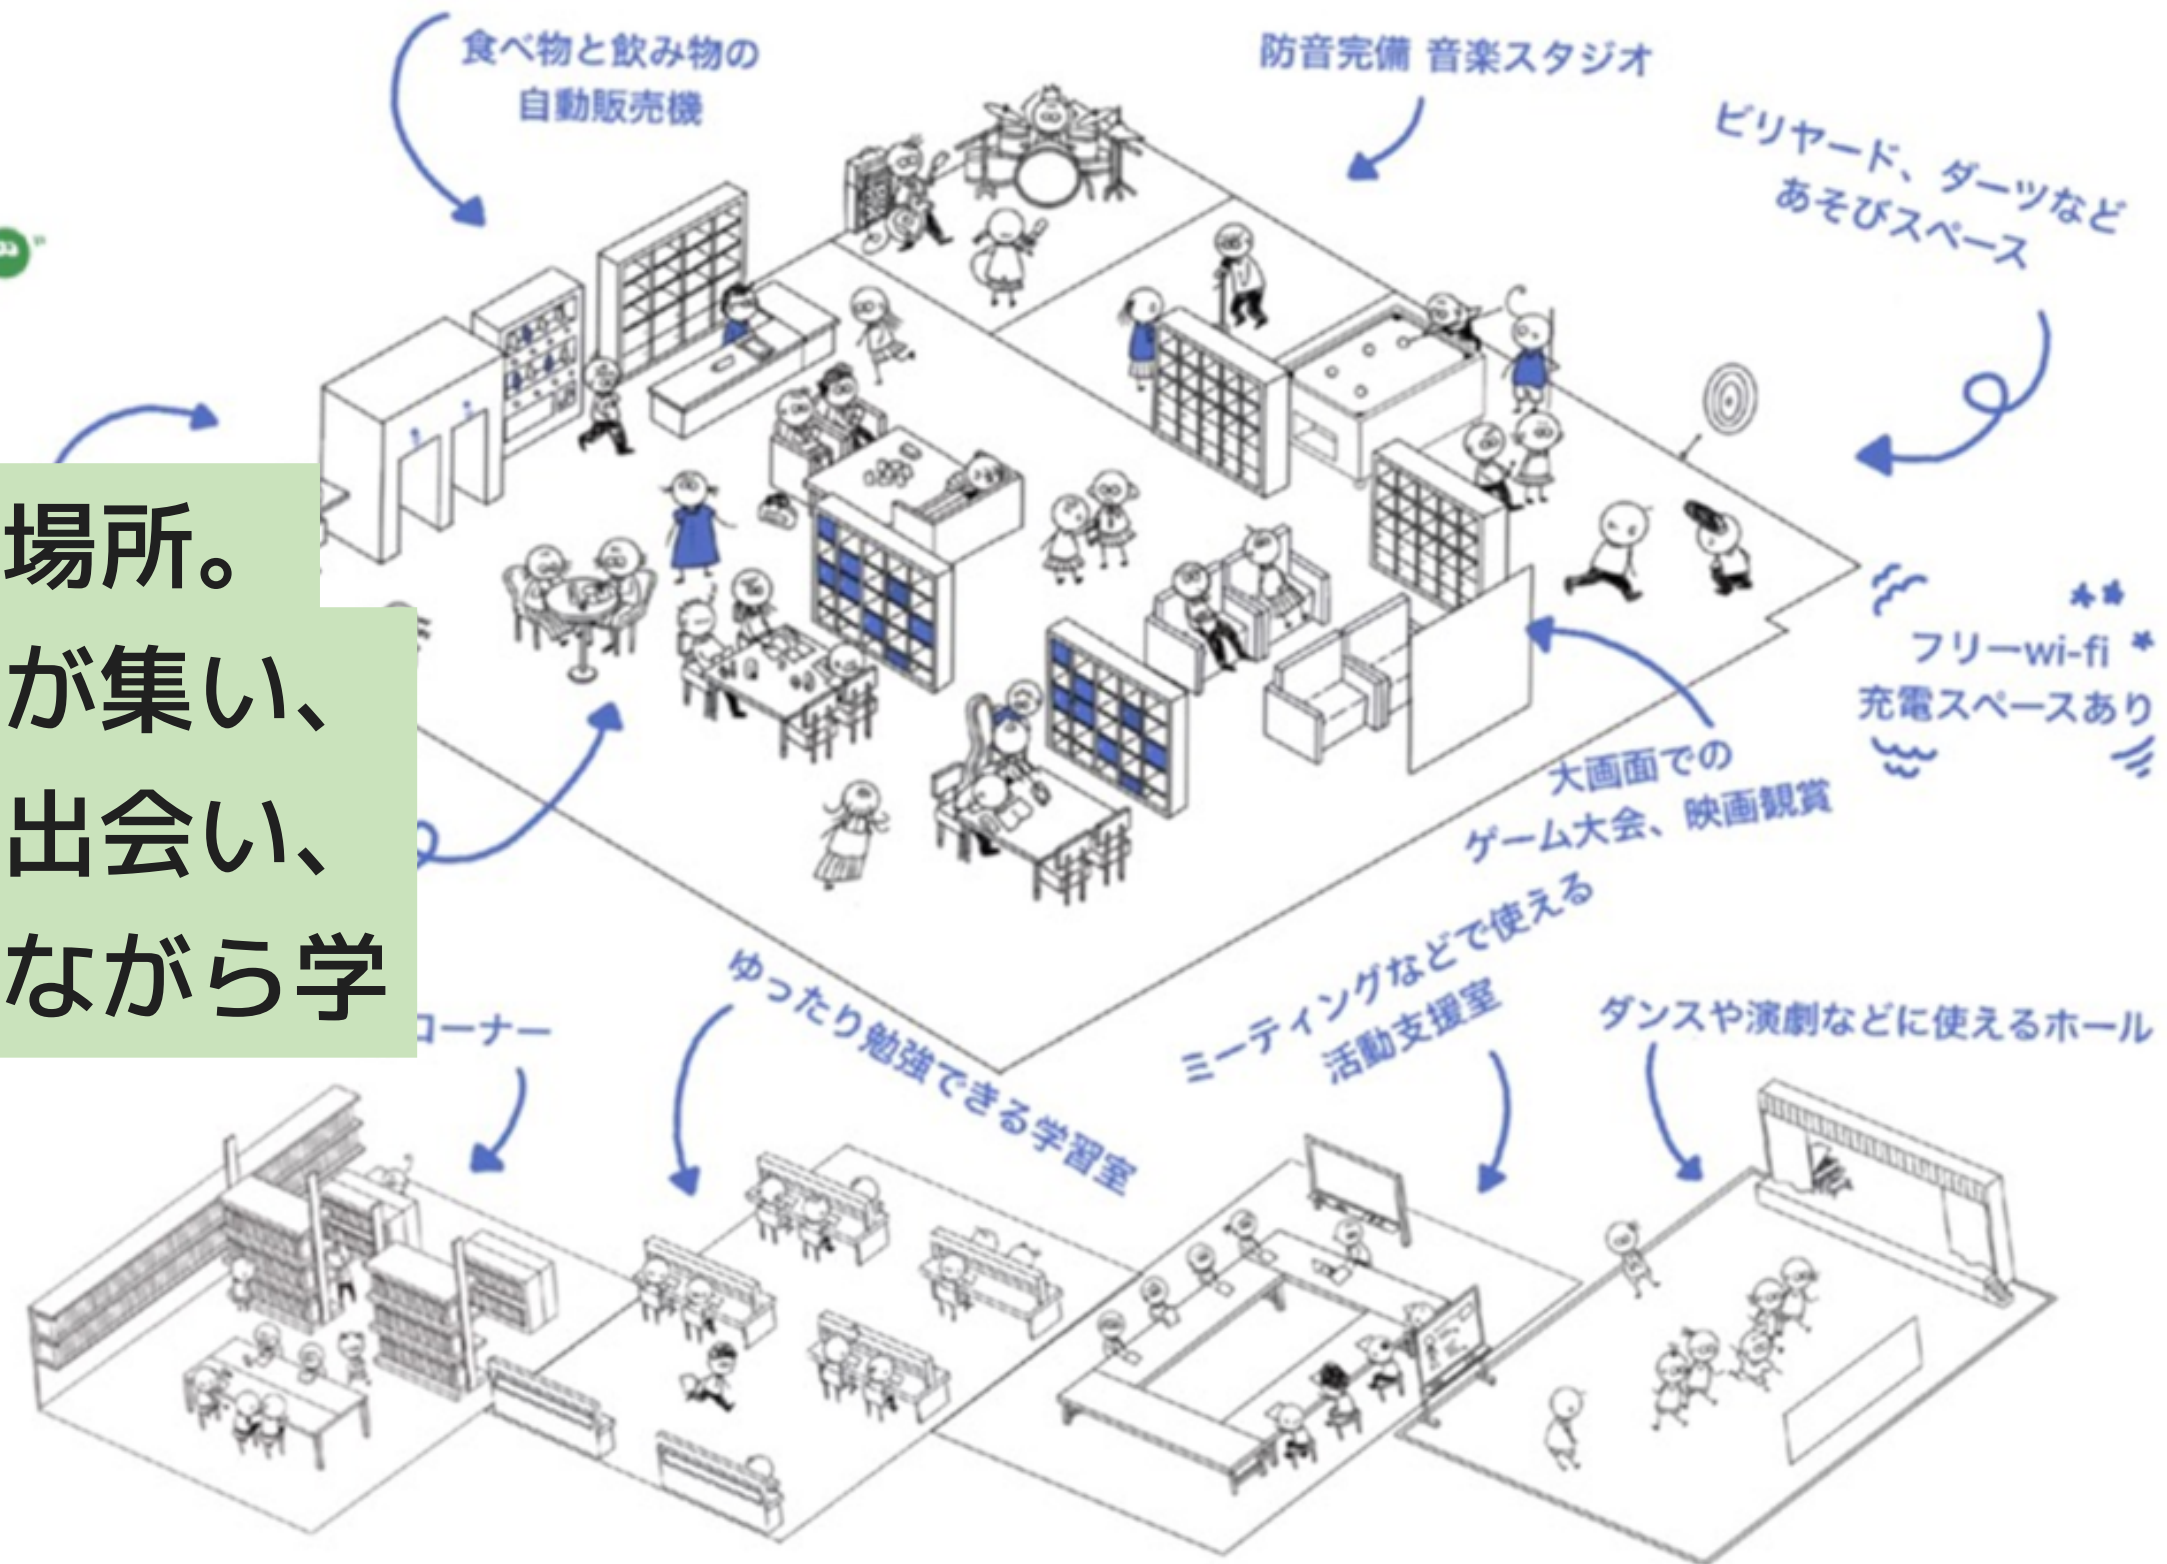 食べ物と飲み物の
自動販売機
防音完備 音楽スタジオ
ビリヤード、ダーツなど
あそびスペース
場所。
が集い、
出会い、
ながら学
フリーwi-fi
充電スペースあり
大画面での
ゲーム大会、映画観賞
コーナー
ゆったり勉強できる学習室
ミーティングなどで使える
活動支援室
ダンスや演劇などに使えるホール